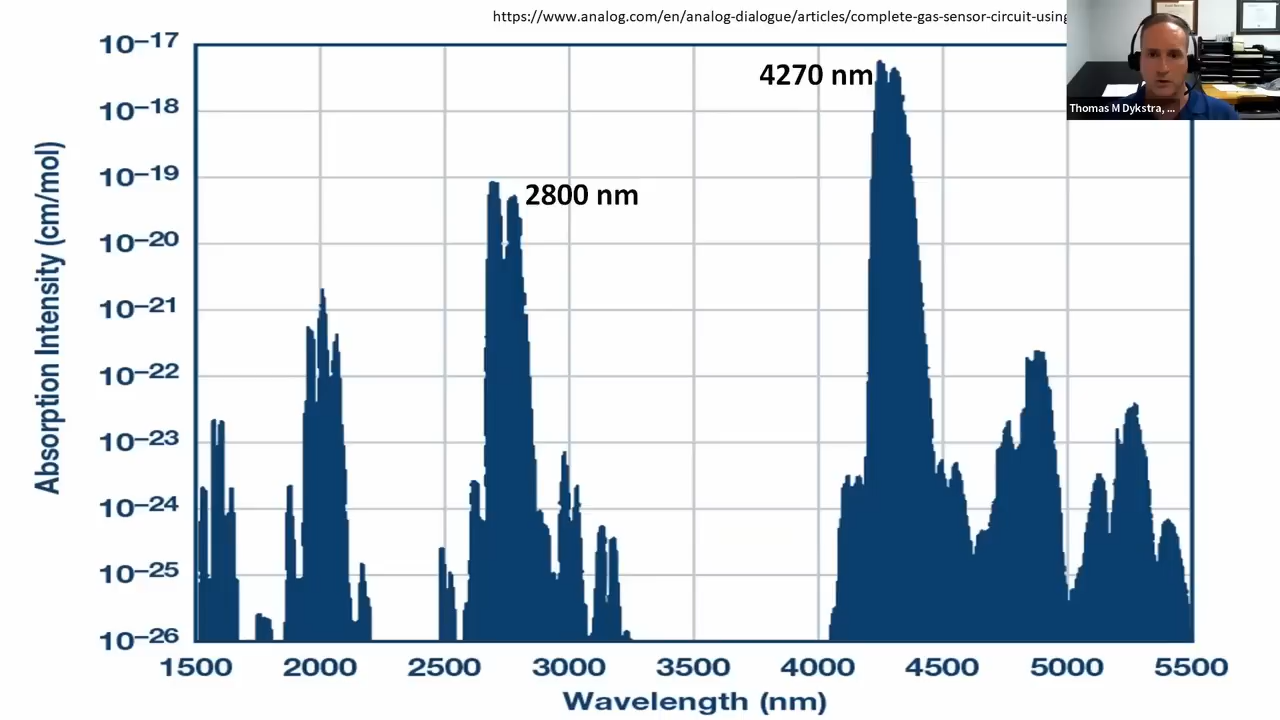 https://www.analog.com/en/analog-dialogue/articles/complete-gas-sensor-circuit-using
Thomas M Dykstra, ...
4270 nm
2800 nm
Absorption Intensity (cm/mol)
10–17
10–18
10–19
10–20
10–21
10–22
10–23
10–24
10–25
10–26
1500 2000 2500 3000 3500 4000 4500 5000 5500
Wavelength (nm)